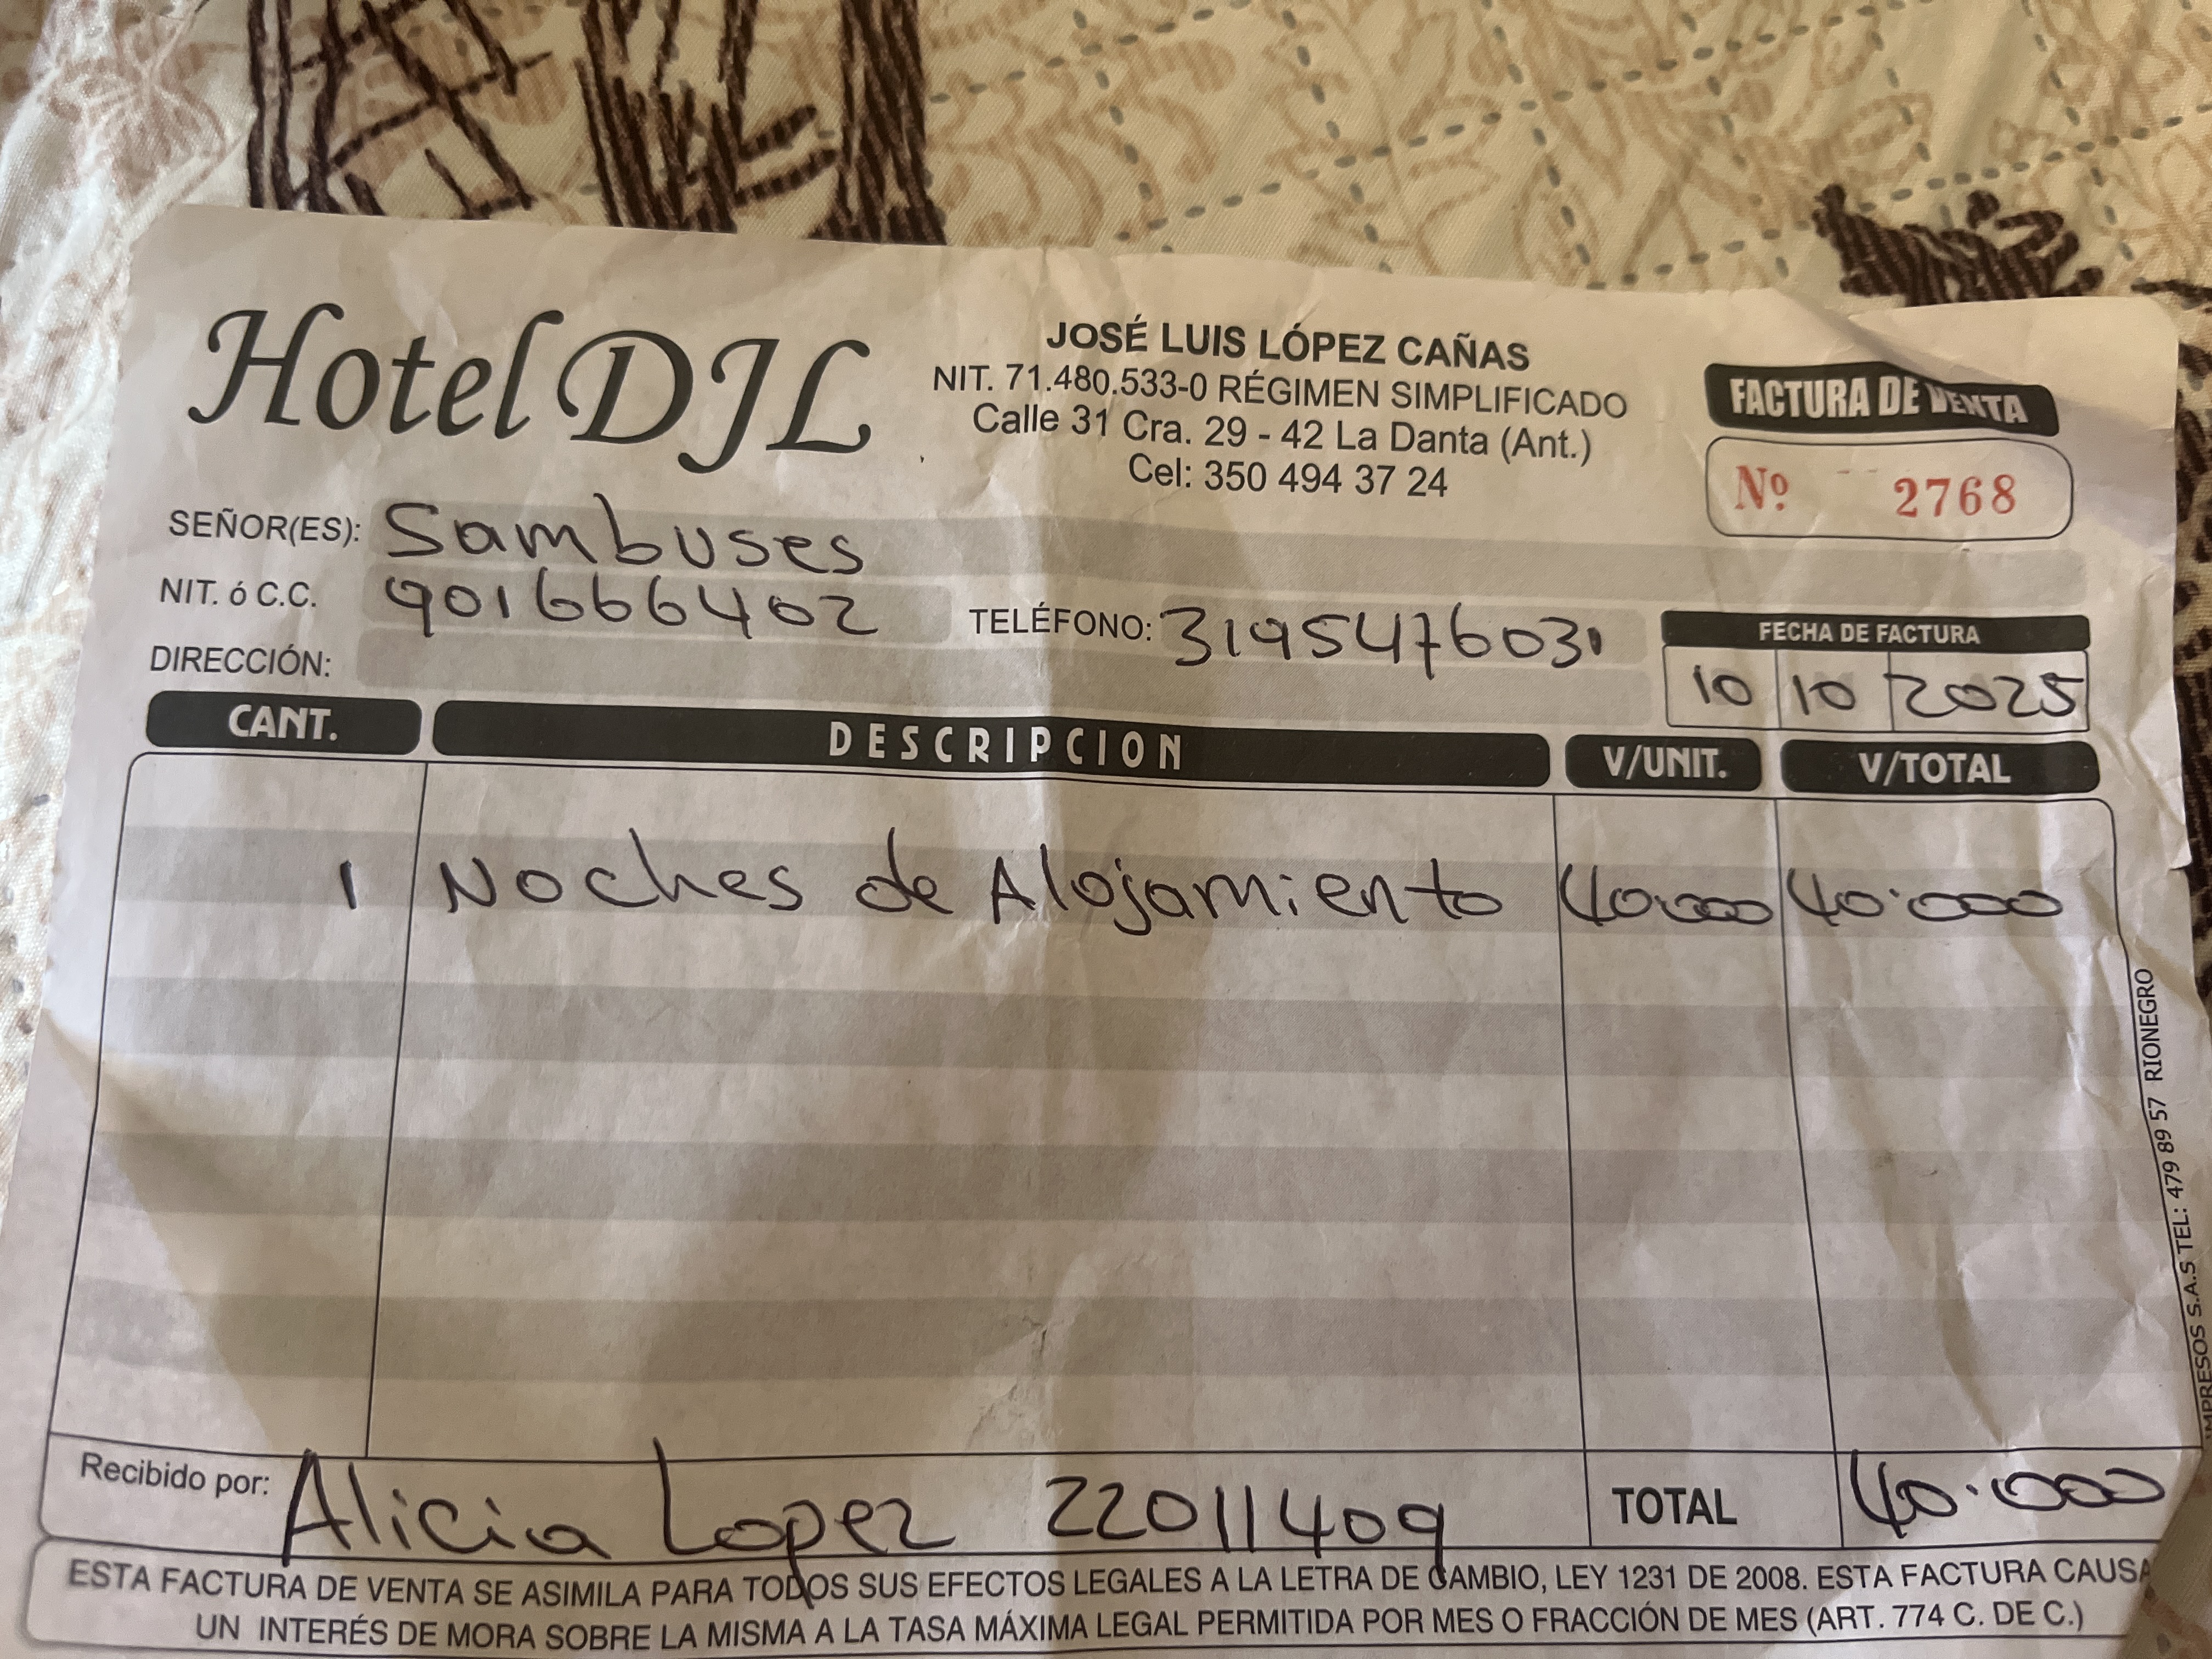 Hotel DJL
JOSÉ LUIS LÓPEZ CAÑAS
NIT. 71.480.533-0 RÉGIMEN SIMPLIFICADO
Calle 31 Cra. 29 - 42 La Danta (Ant.)
Cel: 350 494 37 24
FACTURA DE VENTA
Nº 2768
SEÑOR(ES): Sambuses
NIT. ó C.C. 901666402
TELÉFONO: 3195476031
DIRECCIÓN:
FECHA DE FACTURA
10 10 2025
CANT. DESCRIPCION V/UNIT. V/TOTAL
1 Noches de Alojamiento 40.000 40.000
Recibido por: Alicia Lopez 22011409
TOTAL 40.000
ESTA FACTURA DE VENTA SE ASIMILA PARA TODOS SUS EFECTOS LEGALES A LA LETRA DE CAMBIO, LEY 1231 DE 2008. ESTA FACTURA CAUSA
UN INTERÉS DE MORA SOBRE LA MISMA A LA TASA MÁXIMA LEGAL PERMITIDA POR MES O FRACCIÓN DE MES (ART. 774 C. DE C.)
IMPRESOS S.A.S TEL: 479 89 57 RIONEGRO